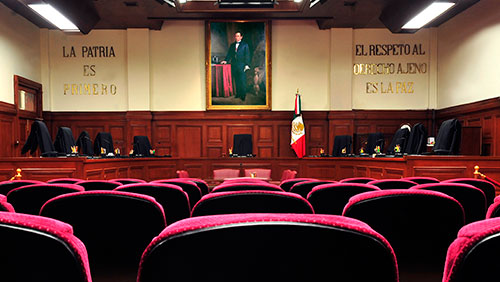 LA PATRIA
ES
PRIMERO
EL RESPETO AL
DERECHO AJENO
ES LA PAZ